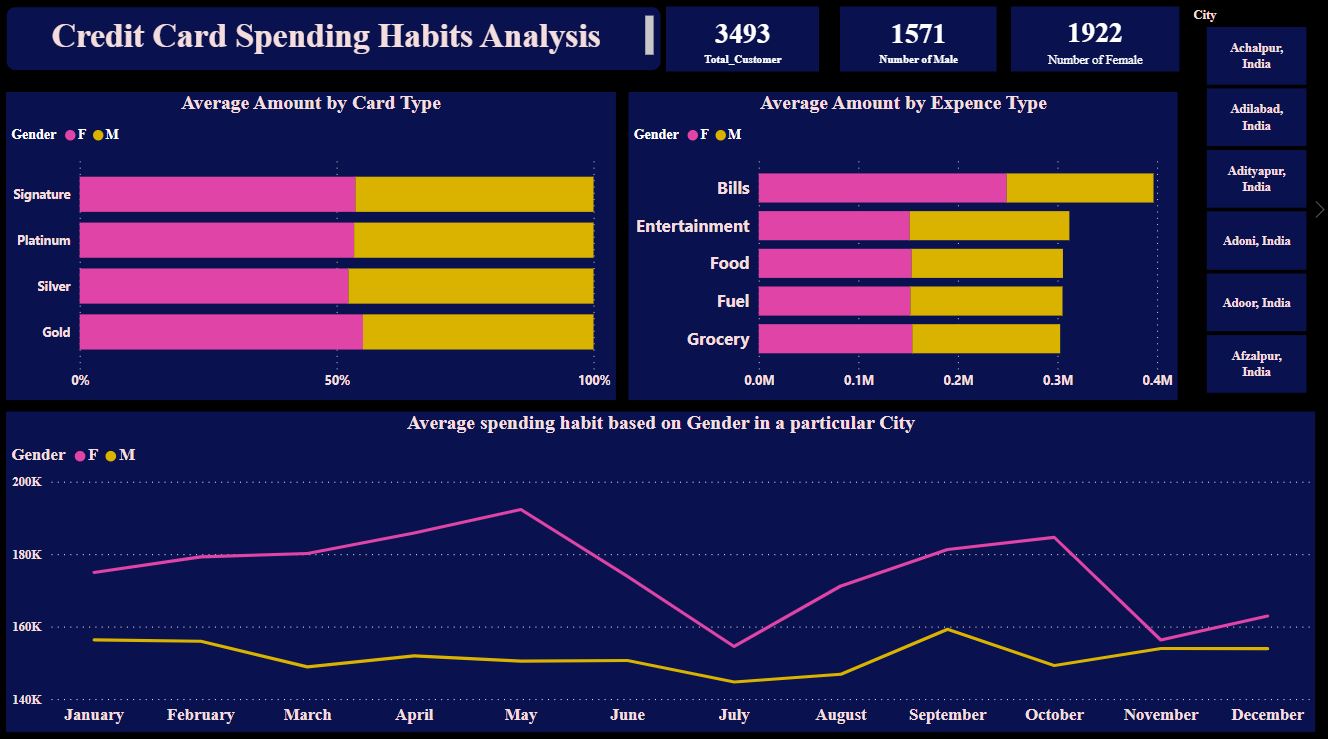 Credit Card Spending Habits Analysis
3493
Total_Customer
1571
Number of Male
1922
Number of Female
City
Achalpur,
India
Adilabad,
India
Adityapur,
India
Adoni, India
Adoor, India
Afzalpur,
India
Average Amount by Card Type
Gender F M
Signature
Platinum
Silver
Gold
0% 50% 100%
Average Amount by Expence Type
Gender F M
Bills
Entertainment
Food
Fuel
Grocery
0.0M 0.1M 0.2M 0.3M 0.4M
Average spending habit based on Gender in a particular City
Gender F M
200K
180K
160K
140K
January February March April May June July August September October November December